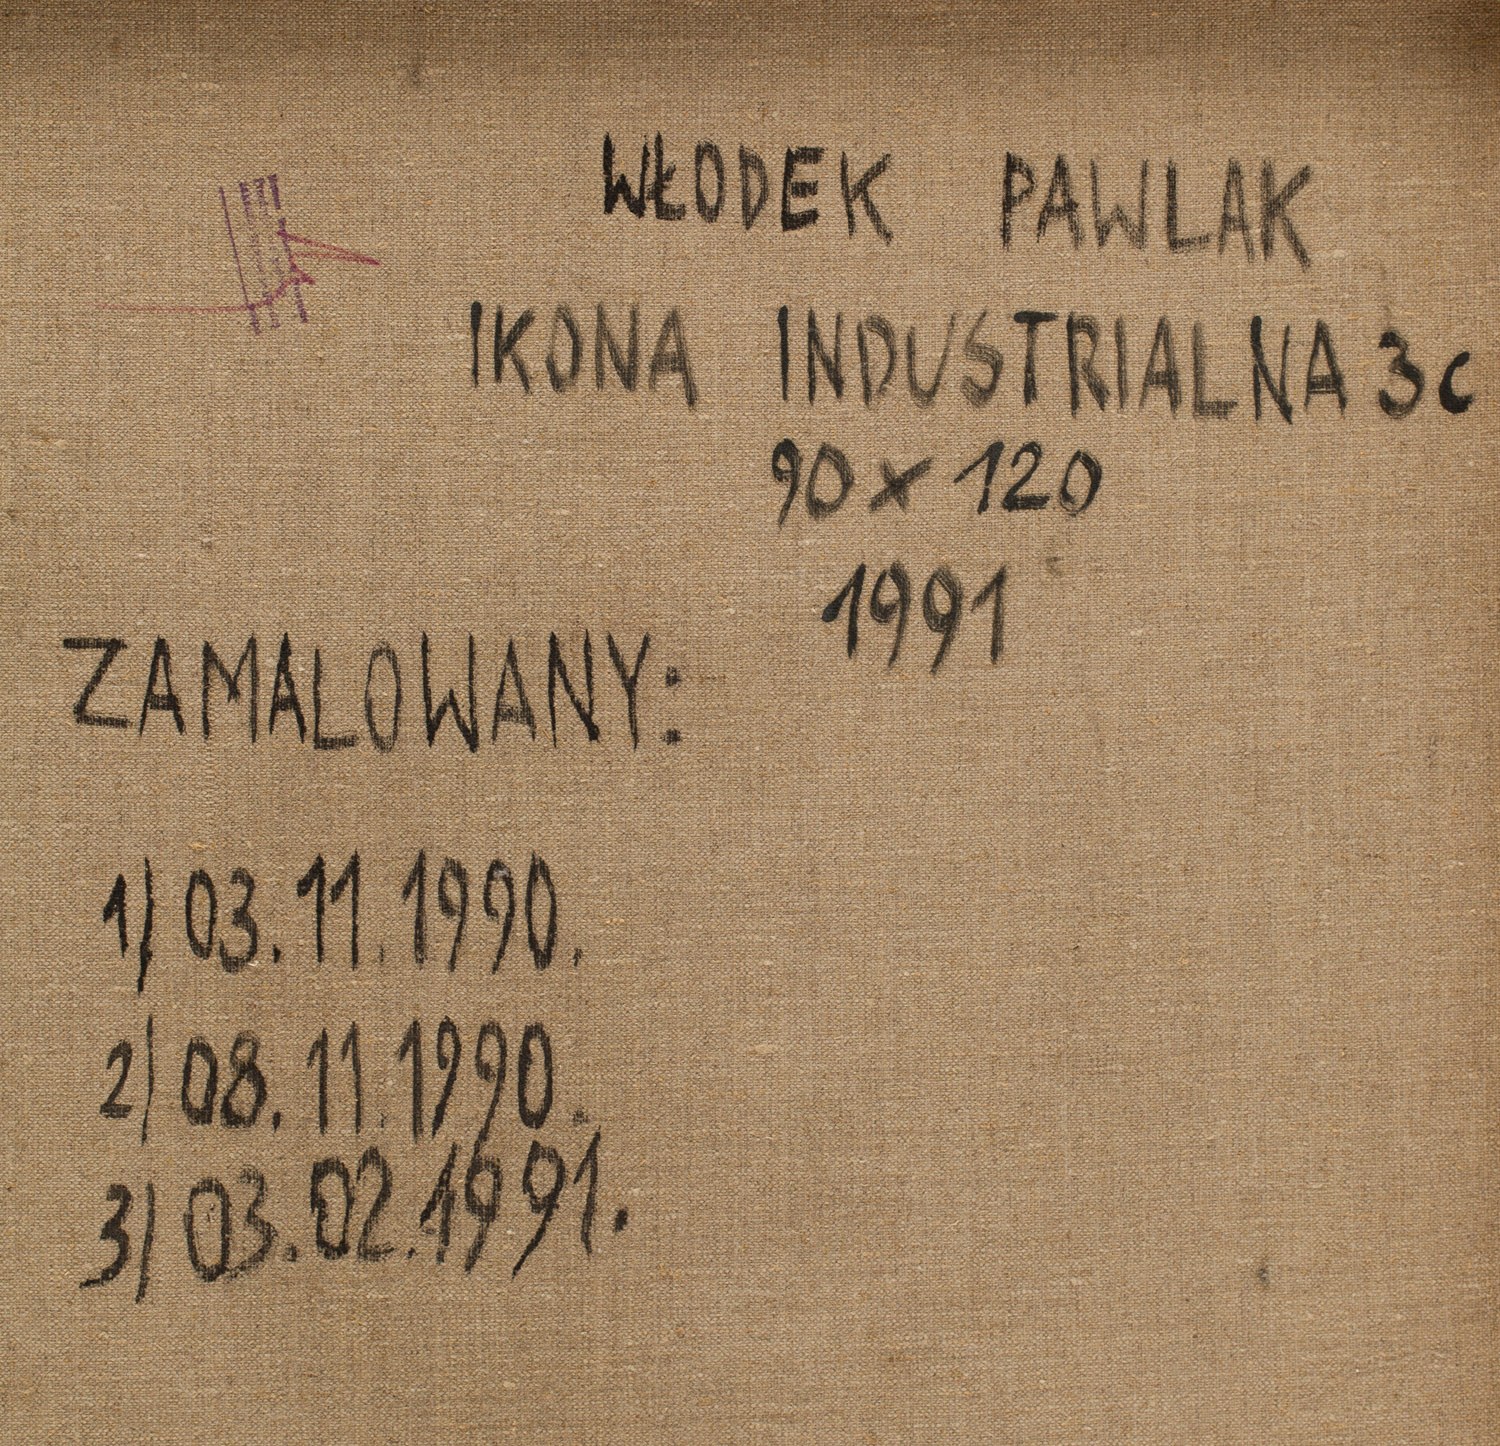 WŁODEK PAWLAK
IKONA INDUSTRIALNA 3c
90 x 120
1991
ZAMALOWANY:
1) 03.11.1990.
2) 08.11.1990.
3) 03.02.1991.